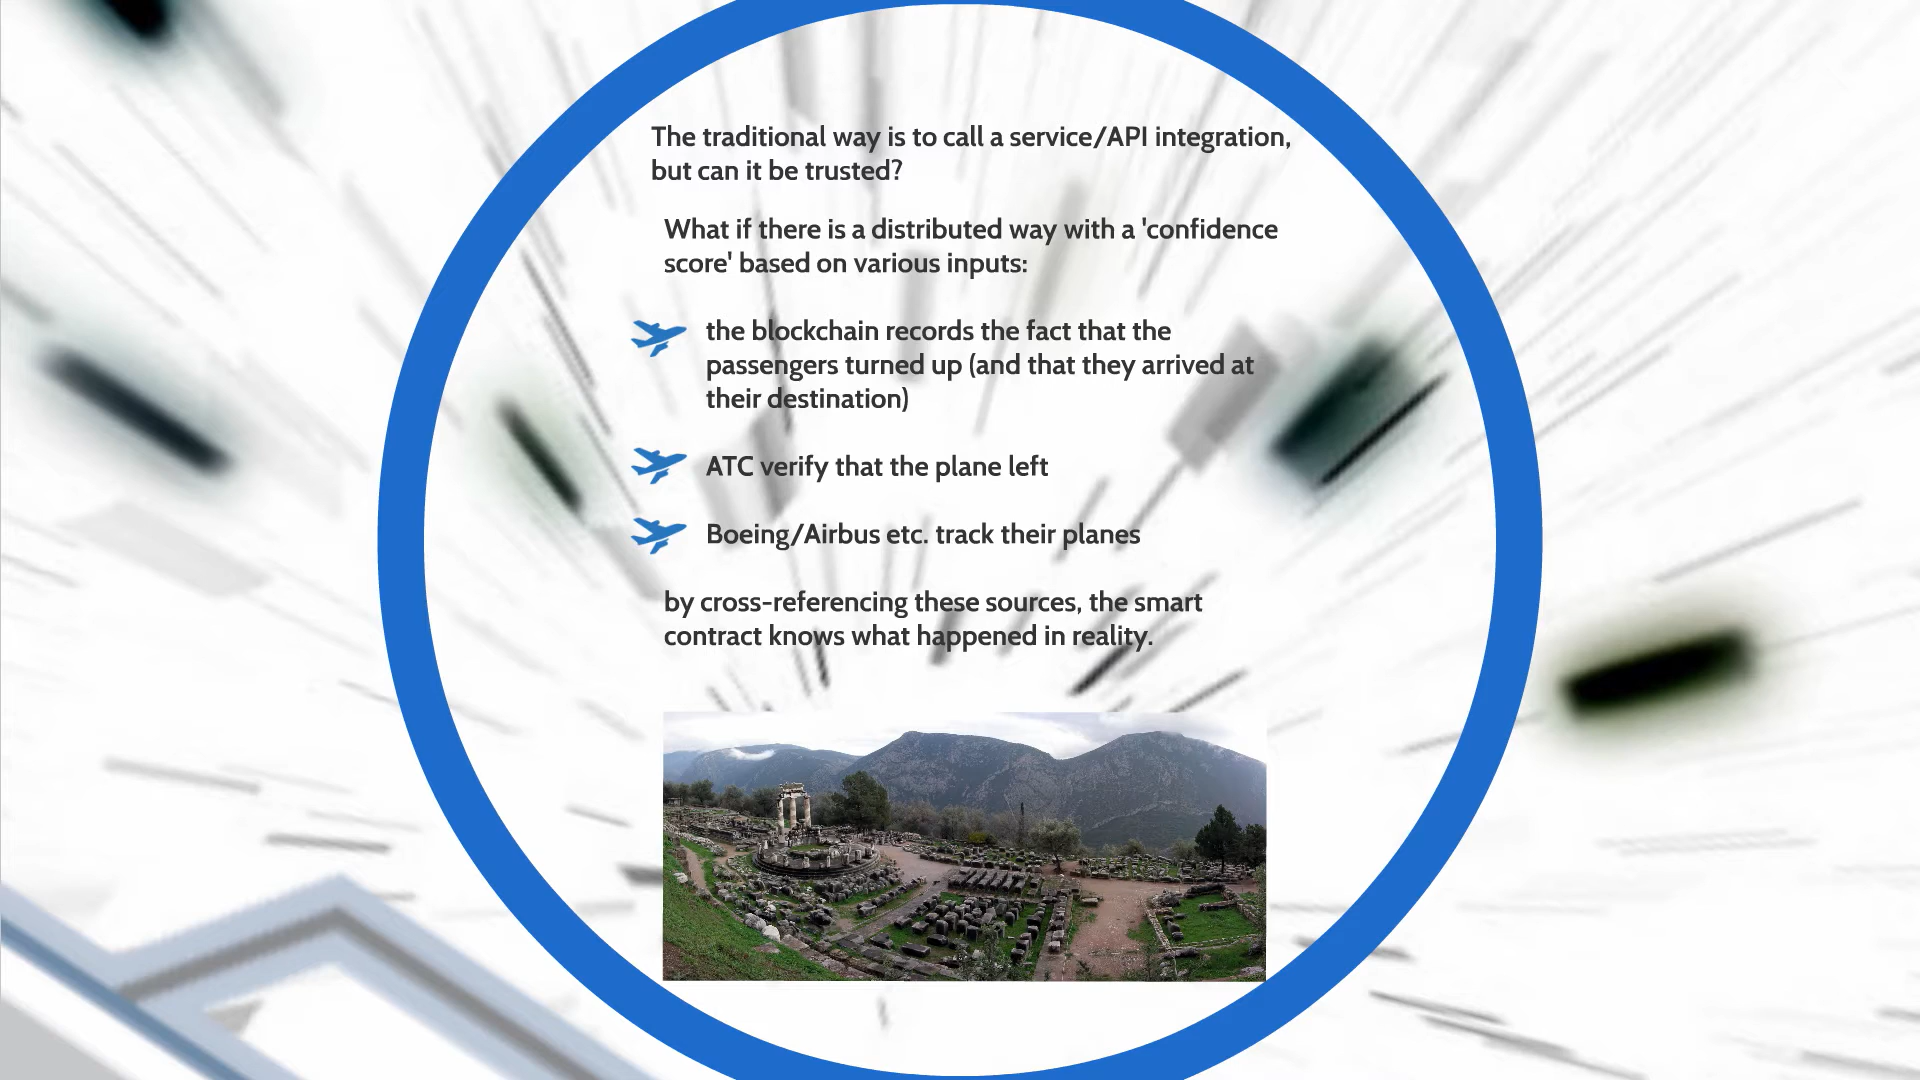 The traditional way is to call a service/API integration,
but can it be trusted?
What if there is a distributed way with a 'confidence
score' based on various inputs:
the blockchain records the fact that the
passengers turned up (and that they arrived at
their destination)
ATC verify that the plane left
Boeing/Airbus etc. track their planes
by cross-referencing these sources, the smart
contract knows what happened in reality.